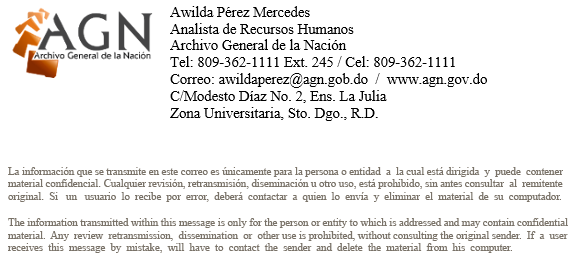 AGN
Archivo General de la Nación
Awilda Pérez Mercedes
Analista de Recursos Humanos
Archivo General de la Nación
Tel: 809-362-1111 Ext. 245 / Cel: 809-362-1111
Correo: awildaperez@agn.gob.do / www.agn.gov.do
C/Modesto Díaz No. 2, Ens. La Julia
Zona Universitaria, Sto. Dgo., R.D.
La información que se transmite en este correo es únicamente para la persona o entidad a la cual está dirigida y puede contener
material confidencial. Cualquier revisión, retransmisión, diseminación u otro uso, está prohibido, sin antes consultar al remitente
original. Si un usuario lo recibe por error, deberá contactar a quien lo envía y eliminar el material de su computador.
The information transmitted within this message is only for the person or entity to which is addressed and may contain confidential
material. Any review retransmission, dissemination or other use is prohibited, without consulting the original sender. If a user
receives this message by mistake, will have to contact the sender and delete the material from his computer.